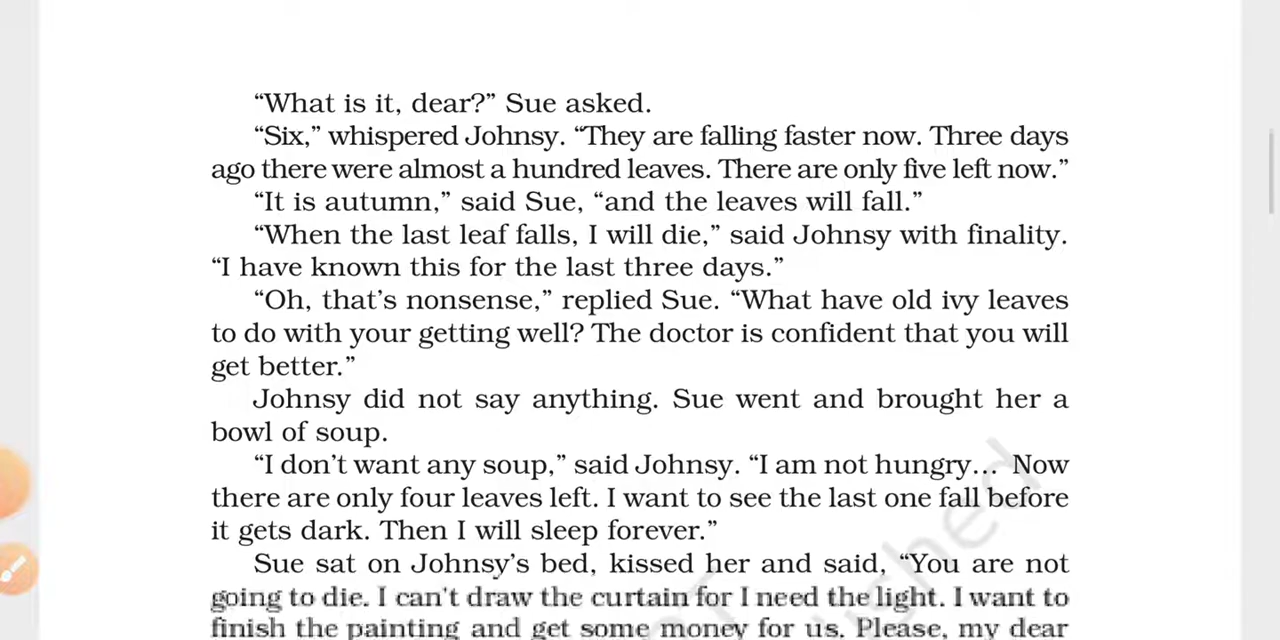 “What is it, dear?” Sue asked.
“Six,” whispered Johnsy. “They are falling faster now. Three days
ago there were almost a hundred leaves. There are only five left now.”
“It is autumn,” said Sue, “and the leaves will fall.”
“When the last leaf falls, I will die,” said Johnsy with finality.
“I have known this for the last three days.”
“Oh, that’s nonsense,” replied Sue. “What have old ivy leaves
to do with your getting well? The doctor is confident that you will
get better.”
Johnsy did not say anything. Sue went and brought her a
bowl of soup.
“I don’t want any soup,” said Johnsy. “I am not hungry... Now
there are only four leaves left. I want to see the last one fall before
it gets dark. Then I will sleep forever.”
Sue sat on Johnsy’s bed, kissed her and said, “You are not
going to die. I can’t draw the curtain for I need the light. I want to
finish the painting and get some money for us. Please, my dear